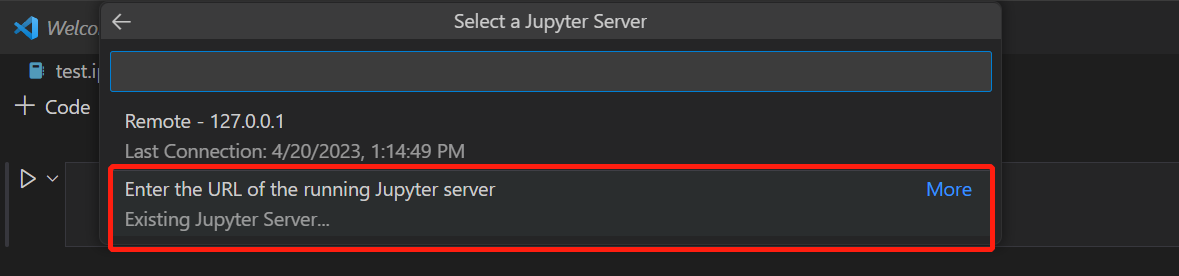 Select a Jupyter Server
Welco
test.i
Code
Remote - 127.0.0.1
Last Connection: 4/20/2023, 1:14:49 PM
Enter the URL of the running Jupyter server More
Existing Jupyter Server...